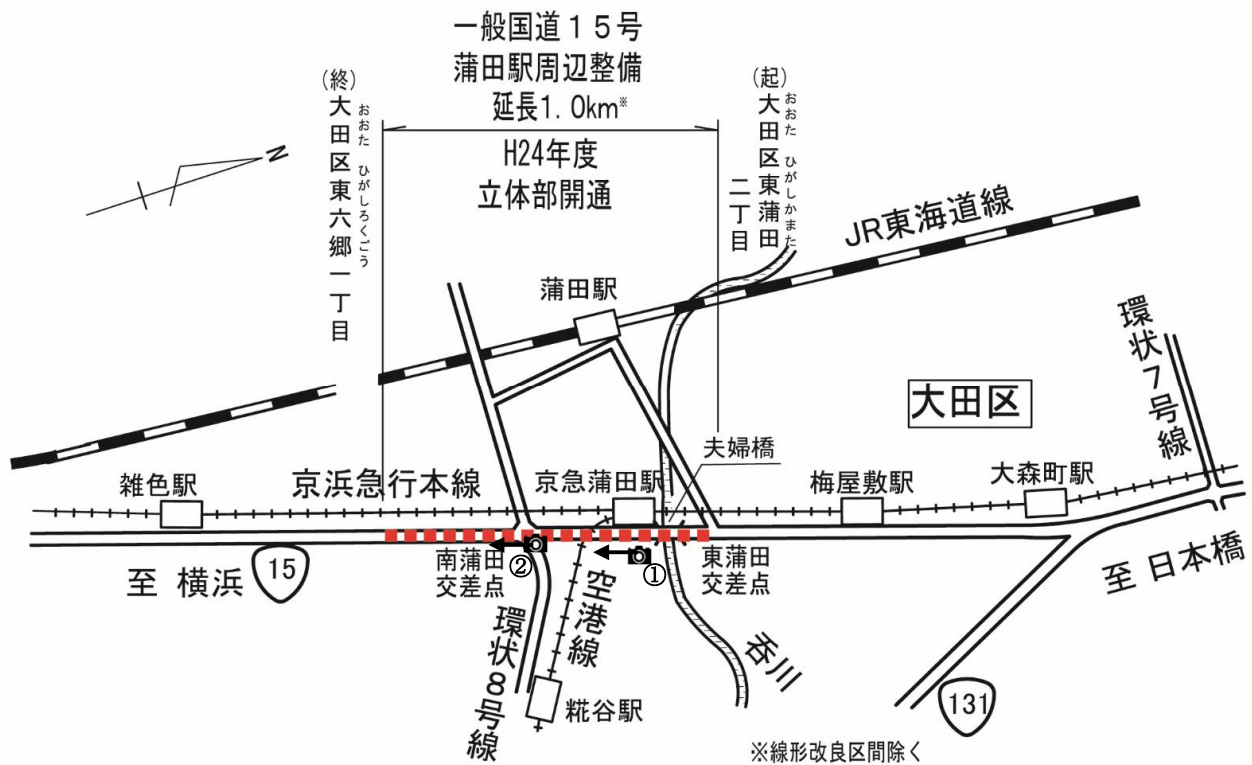 一般国道15号
蒲田駅周辺整備
延長1.0km※
H24年度
立体部開通
(終)
大田区東六郷一丁目
おおた ひがしろくごう
(起)
大田区東蒲田
二丁目
おおた ひがしかまた
N
JR東海道線
蒲田駅
環状7号線
大田区
夫婦橋
雑色駅
京浜急行本線
京急蒲田駅
梅屋敷駅
大森町駅
至 横浜
15
南蒲田
交差点
②
①
東蒲田
交差点
至 日本橋
空港線
環状8号線
呑川
糀谷駅
131
※線形改良区間除く